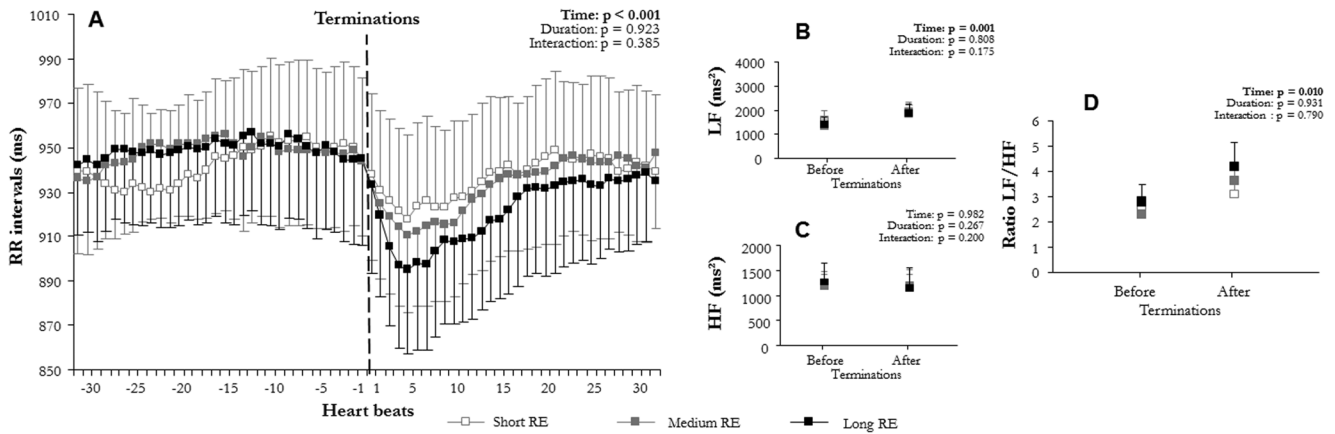 A
Terminations
Time: p < 0.001
Duration: p = 0.923
Interaction: p = 0.385
RR intervals (ms)
1010
990
970
950
930
910
890
870
850
-30
-25
-20
-15
-10
-5
-1
1
5
10
15
20
25
30
Heart beats
B
Time: p = 0.001
Duration: p = 0.808
Interaction: p = 0.175
LF (ms²)
4000
3000
2000
1000
0
Before
After
Terminations
C
Time: p = 0.982
Duration: p = 0.267
Interaction: p = 0.200
HF (ms²)
2000
1500
1000
500
0
Before
After
Terminations
D
Time: p = 0.010
Duration: p = 0.931
Interaction : p = 0.790
Ratio LF/HF
6
5
4
3
2
1
0
Before
After
Terminations
Short RE
Medium RE
Long RE